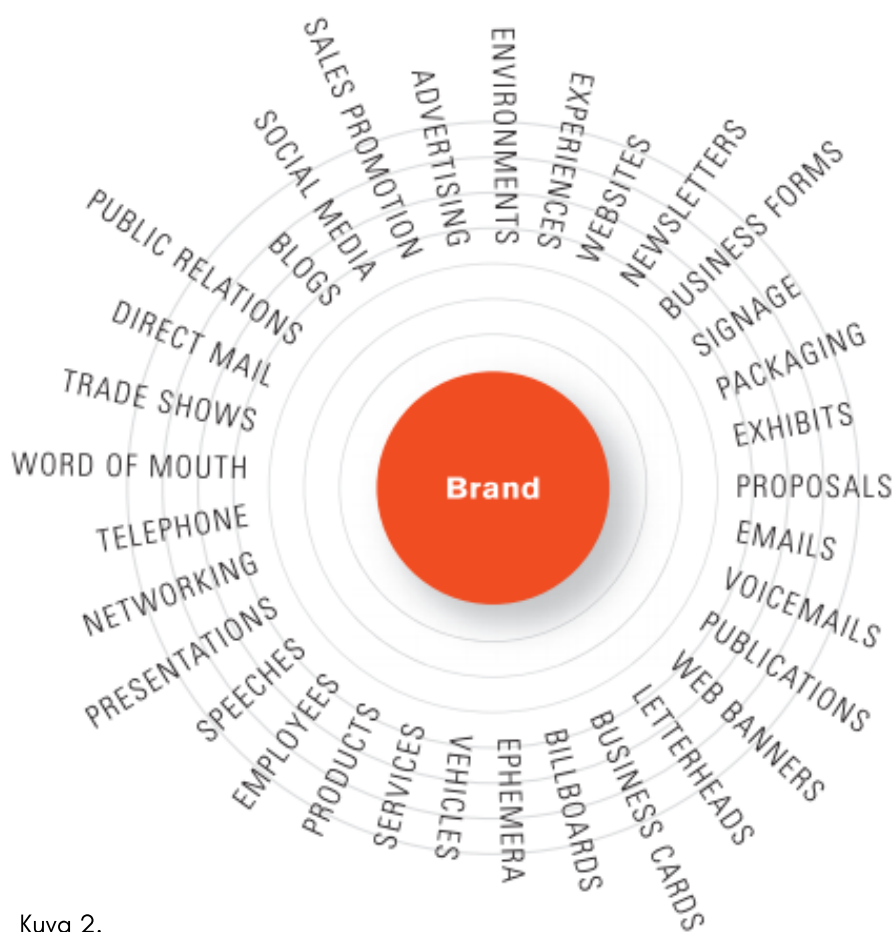 ENVIRONMENTS
EXPERIENCES
WEBSITES
NEWSLETTERS
BUSINESS FORMS
SIGNAGE
PACKAGING
EXHIBITS
PROPOSALS
EMAILS
VOICEMAILS
PUBLICATIONS
WEB BANNERS
LETTERHEADS
BUSINESS CARDS
BILLBOARDS
EPHEMERA
VEHICLES
SERVICES
PRODUCTS
EMPLOYEES
SPEECHES
PRESENTATIONS
NETWORKING
TELEPHONE
WORD OF MOUTH
TRADE SHOWS
DIRECT MAIL
PUBLIC RELATIONS
BLOGS
SOCIAL MEDIA
SALES PROMOTION
ADVERTISING
Brand
Kuva 2.